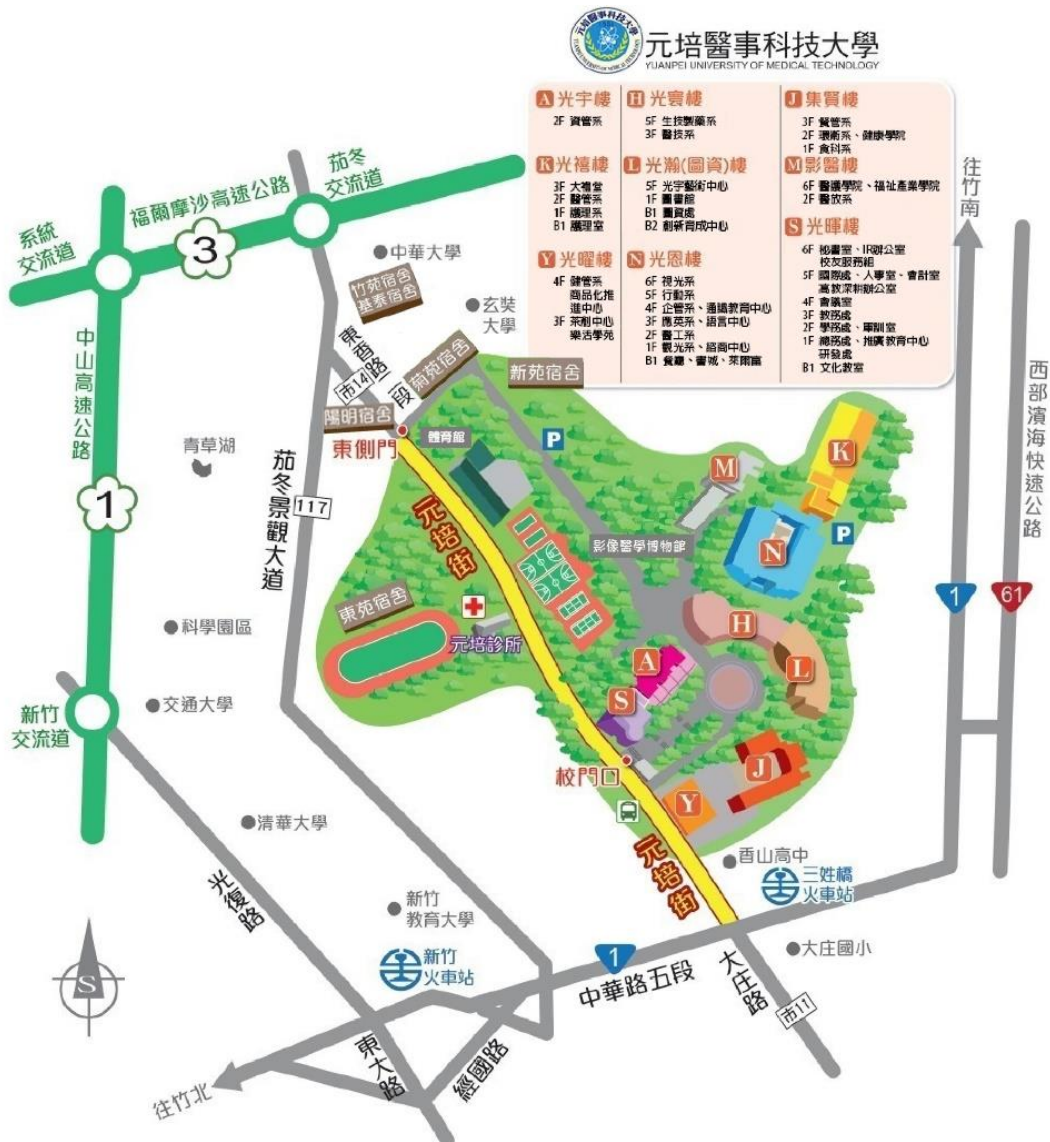 元培醫事科技大學
YUANPEI UNIVERSITY OF MEDICAL TECHNOLOGY
A 光宇樓
2F 資管系
K 光禧樓
3F 大禮堂
2F 醫管系
1F 護理系
B1 護理室
Y 光曜樓
4F 健管系
商品化推
進中心
3F 茶創中心
樂活學苑
H 光寰樓
5F 生技製藥系
3F 醫技系
L 光瀚(圖資)樓
5F 光宇藝術中心
1F 圖書館
B1 圖資處
B2 創新育成中心
N 光恩樓
6F 視光系
5F 行動系
4F 企管系、通識教育中心
3F 應英系、語言中心
2F 醫工系
1F 觀光系、諮商中心
B1 餐廳、書城、萊爾富
J 集賢樓
3F 餐管系
2F 環衛系、健康學院
1F 食科系
M 影醫樓
6F 醫護學院、福祉產業學院
2F 醫放系
S 光暉樓
6F 秘書室、IR辦公室
校友服務組
5F 國際處、人事室、會計室
高教深耕辦公室
4F 會議室
3F 教務處
2F 學務處、軍訓室
1F 總務處、推廣教育中心
研發處
B1 文化教室
茄冬
交流道
福爾摩沙高速公路
3
系統
交流道
中山高速公路
1
新竹
交流道
中華大學
竹苑宿舍
基泰宿舍
玄奘
大學
東香路
市14
一段
菊苑宿舍
新苑宿舍
陽明宿舍
東側門
體育館
P
青草湖
茄冬景觀大道
117
元培街
M
K
P
N
影像醫學博物館
東苑宿舍
元培診所
H
L
A
S
科學園區
交通大學
校門口
J
Y
清華大學
元培街
香山高中
三姓橋
火車站
光復路
新竹
教育大學
新竹
火車站
1
中華路五段
大庄國小
大庄路
市11
S
東大路
經國路
往竹北
往竹南
1
61
西部濱海快速公路